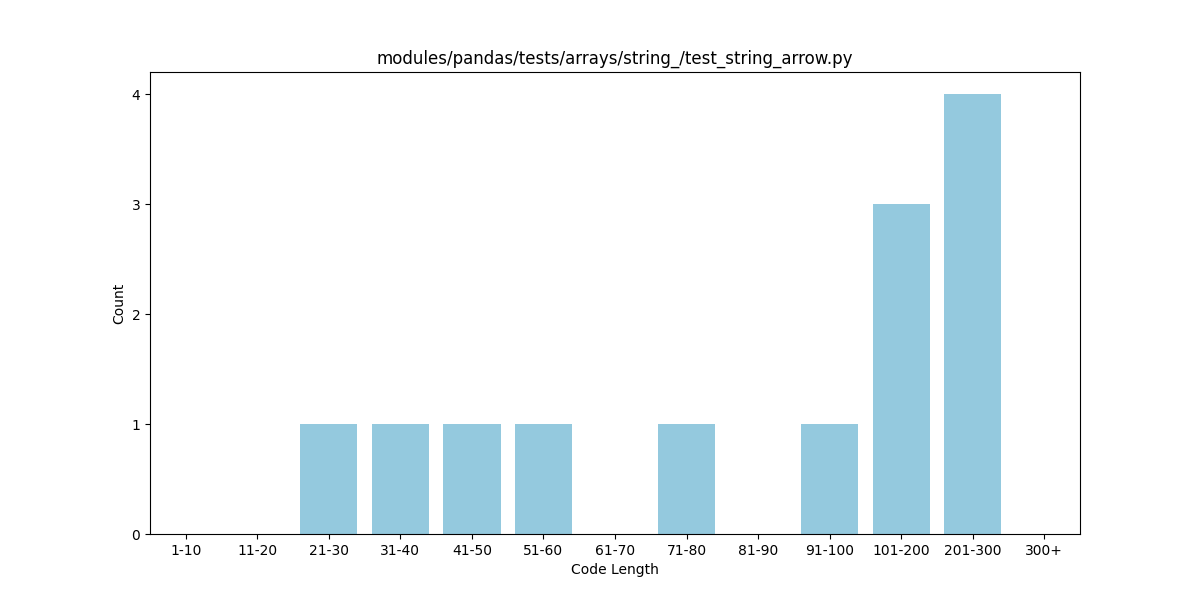 modules/pandas/tests/arrays/string_/test_string_arrow.py
Count
4
3
2
1
0
1-10 11-20 21-30 31-40 41-50 51-60 61-70 71-80 81-90 91-100 101-200 201-300 300+
Code Length